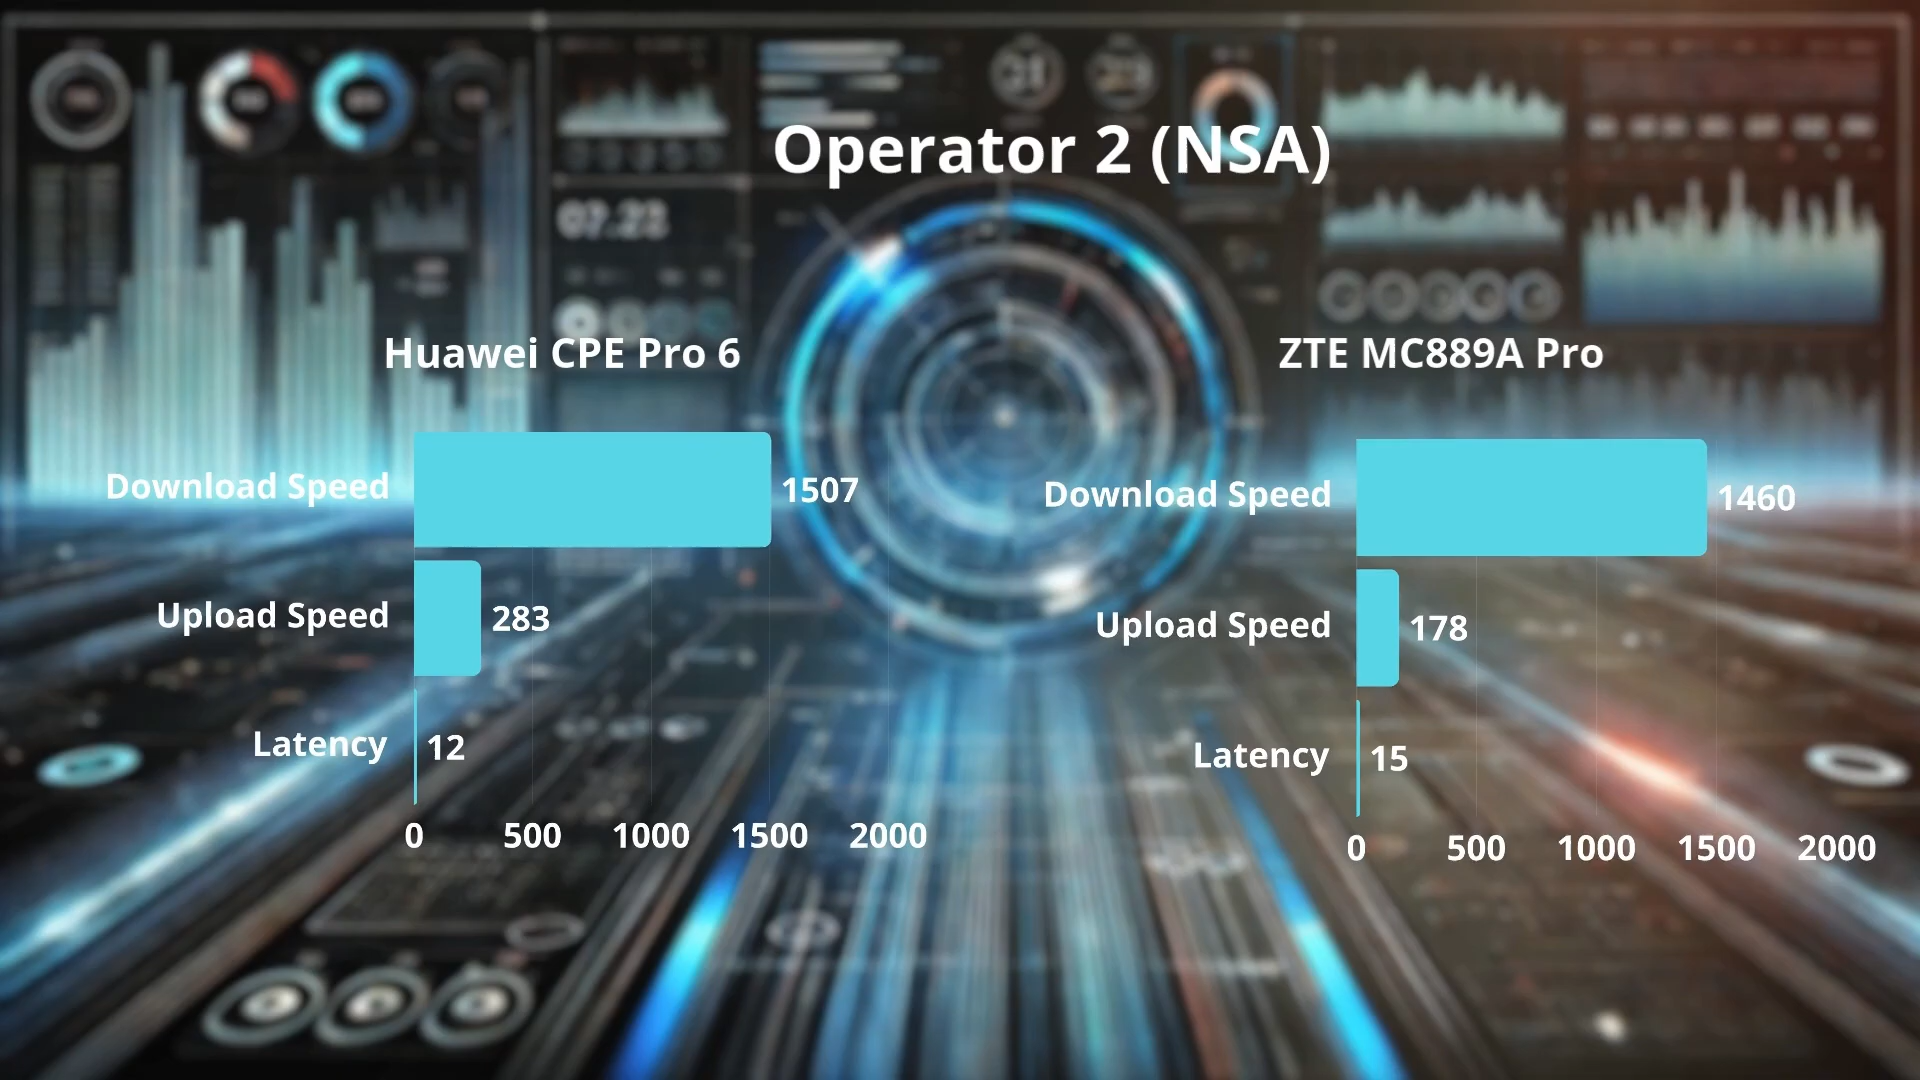 Operator 2 (NSA)
Huawei CPE Pro 6
Download Speed 1507
Upload Speed 283
Latency 12
0 500 1000 1500 2000
ZTE MC889A Pro
Download Speed 1460
Upload Speed 178
Latency 15
0 500 1000 1500 2000